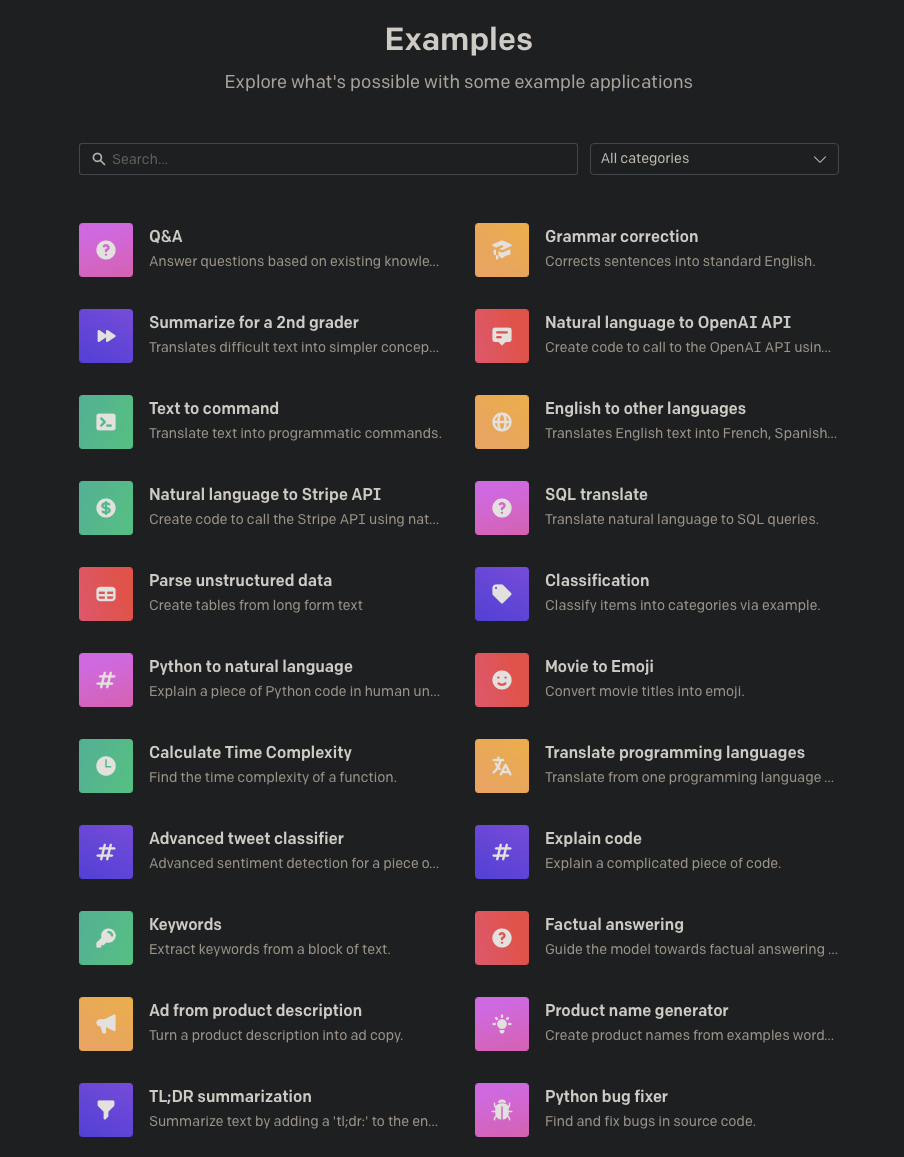 Examples
Explore what's possible with some example applications
Search...
All categories
Q&A
Answer questions based on existing knowle...
Grammar correction
Corrects sentences into standard English.
Summarize for a 2nd grader
Translates difficult text into simpler concep...
Natural language to OpenAI API
Create code to call to the OpenAI API usin...
Text to command
Translate text into programmatic commands.
English to other languages
Translates English text into French, Spanish...
Natural language to Stripe API
Create code to call the Stripe API using nat...
SQL translate
Translate natural language to SQL queries.
Parse unstructured data
Create tables from long form text
Classification
Classify items into categories via example.
Python to natural language
Explain a piece of Python code in human un...
Movie to Emoji
Convert movie titles into emoji.
Calculate Time Complexity
Find the time complexity of a function.
Translate programming languages
Translate from one programming language ...
Advanced tweet classifier
Advanced sentiment detection for a piece o...
Explain code
Explain a complicated piece of code.
Keywords
Extract keywords from a block of text.
Factual answering
Guide the model towards factual answering ...
Ad from product description
Turn a product description into ad copy.
Product name generator
Create product names from examples word...
TL;DR summarization
Summarize text by adding a 'tl;dr:' to the en...
Python bug fixer
Find and fix bugs in source code.